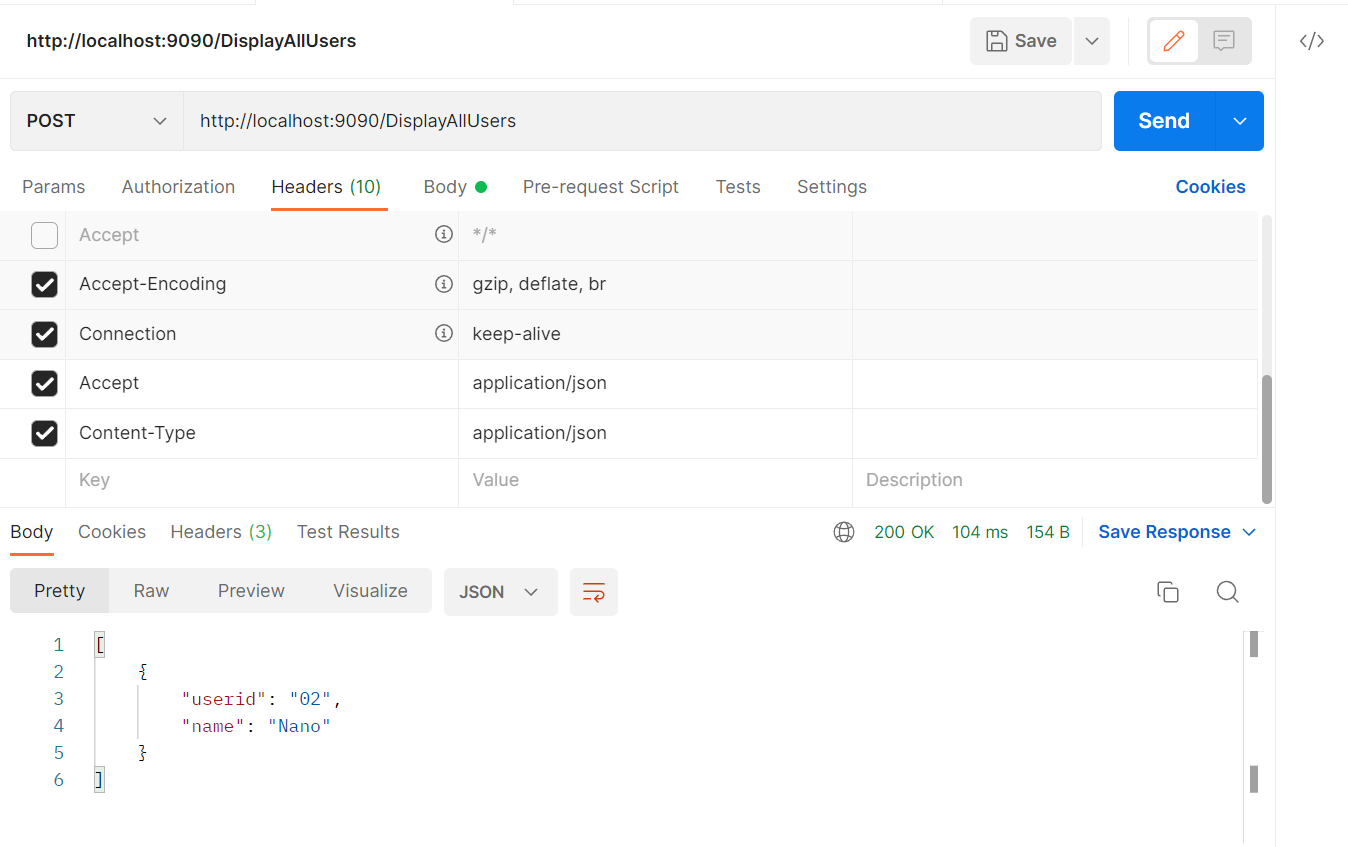 http://localhost:9090/DisplayAllUsers
Save
POST
http://localhost:9090/DisplayAllUsers
Send
Params Authorization Headers (10) Body Pre-request Script Tests Settings Cookies
Accept */*
Accept-Encoding gzip, deflate, br
Connection keep-alive
Accept application/json
Content-Type application/json
Key Value Description
Body Cookies Headers (3) Test Results 200 OK 104 ms 154 B Save Response
Pretty Raw Preview Visualize JSON
1 [
2 {
3 "userid": "02",
4 "name": "Nano"
5 }
6 ]